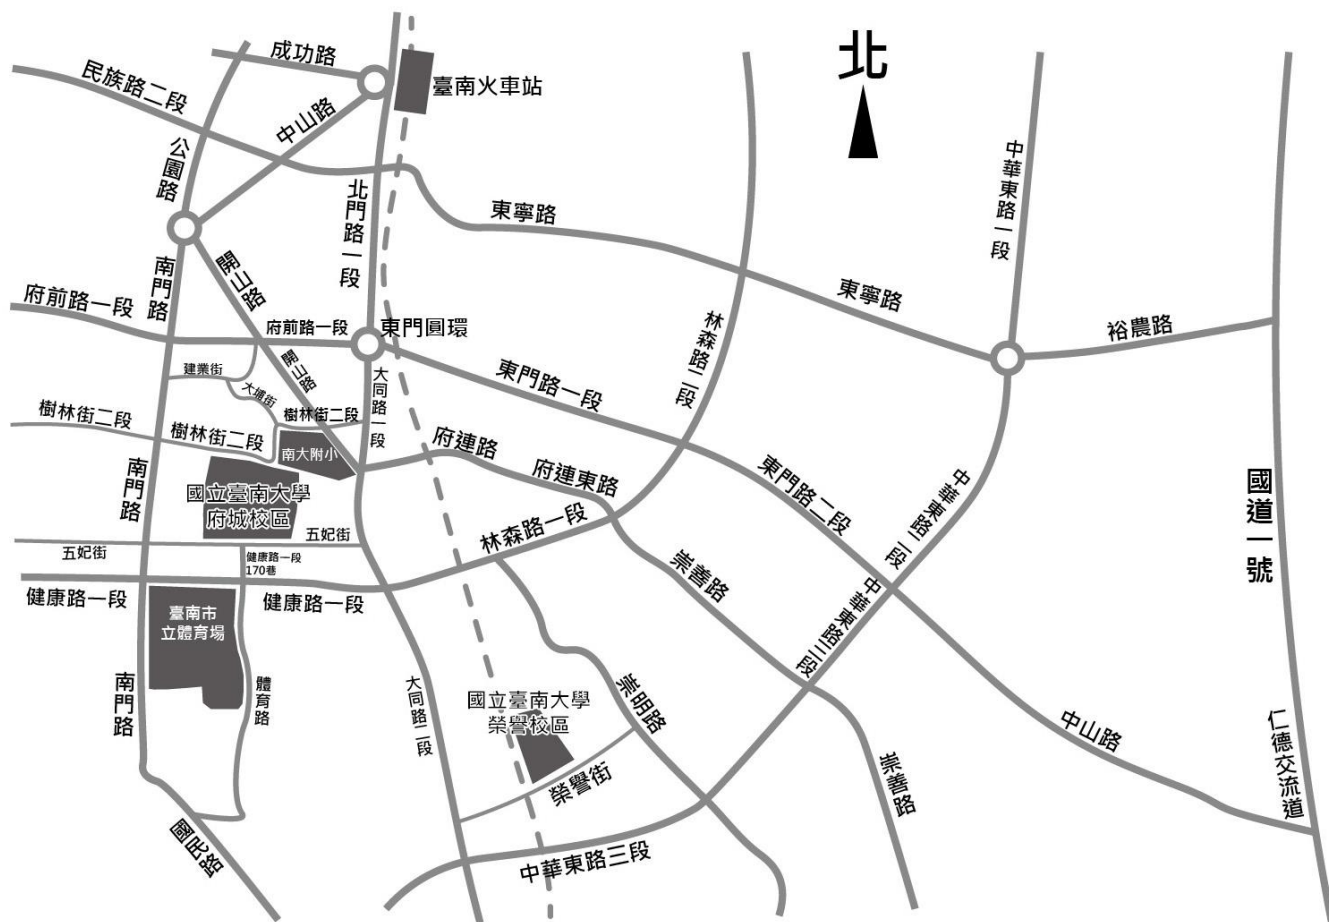 成功路
北
民族路二段
臺南火車站
中山路
公園路
中華東路一段
北門路一段
東寧路
開山路
南門路
東寧路
府前路一段
府前路一段
東門圓環
林森路二段
裕農路
建業街
開山路
大同路一段
東門路一段
大埔街
樹林街二段
樹林街二段
樹林街二段
南大附小
府連路
府連東路
東門路二段
中華東路二段
國道一號
南門路
國立臺南大學
府城校區
林森路一段
五妃街
五妃街
健康路一段
170巷
崇善路
健康路一段
健康路一段
中華東路三段
臺南市
立體育場
南門路
體育路
大同路二段
國立臺南大學
榮譽校區
崇明路
中山路
仁德交流道
榮譽街
崇善路
國民路
中華東路三段